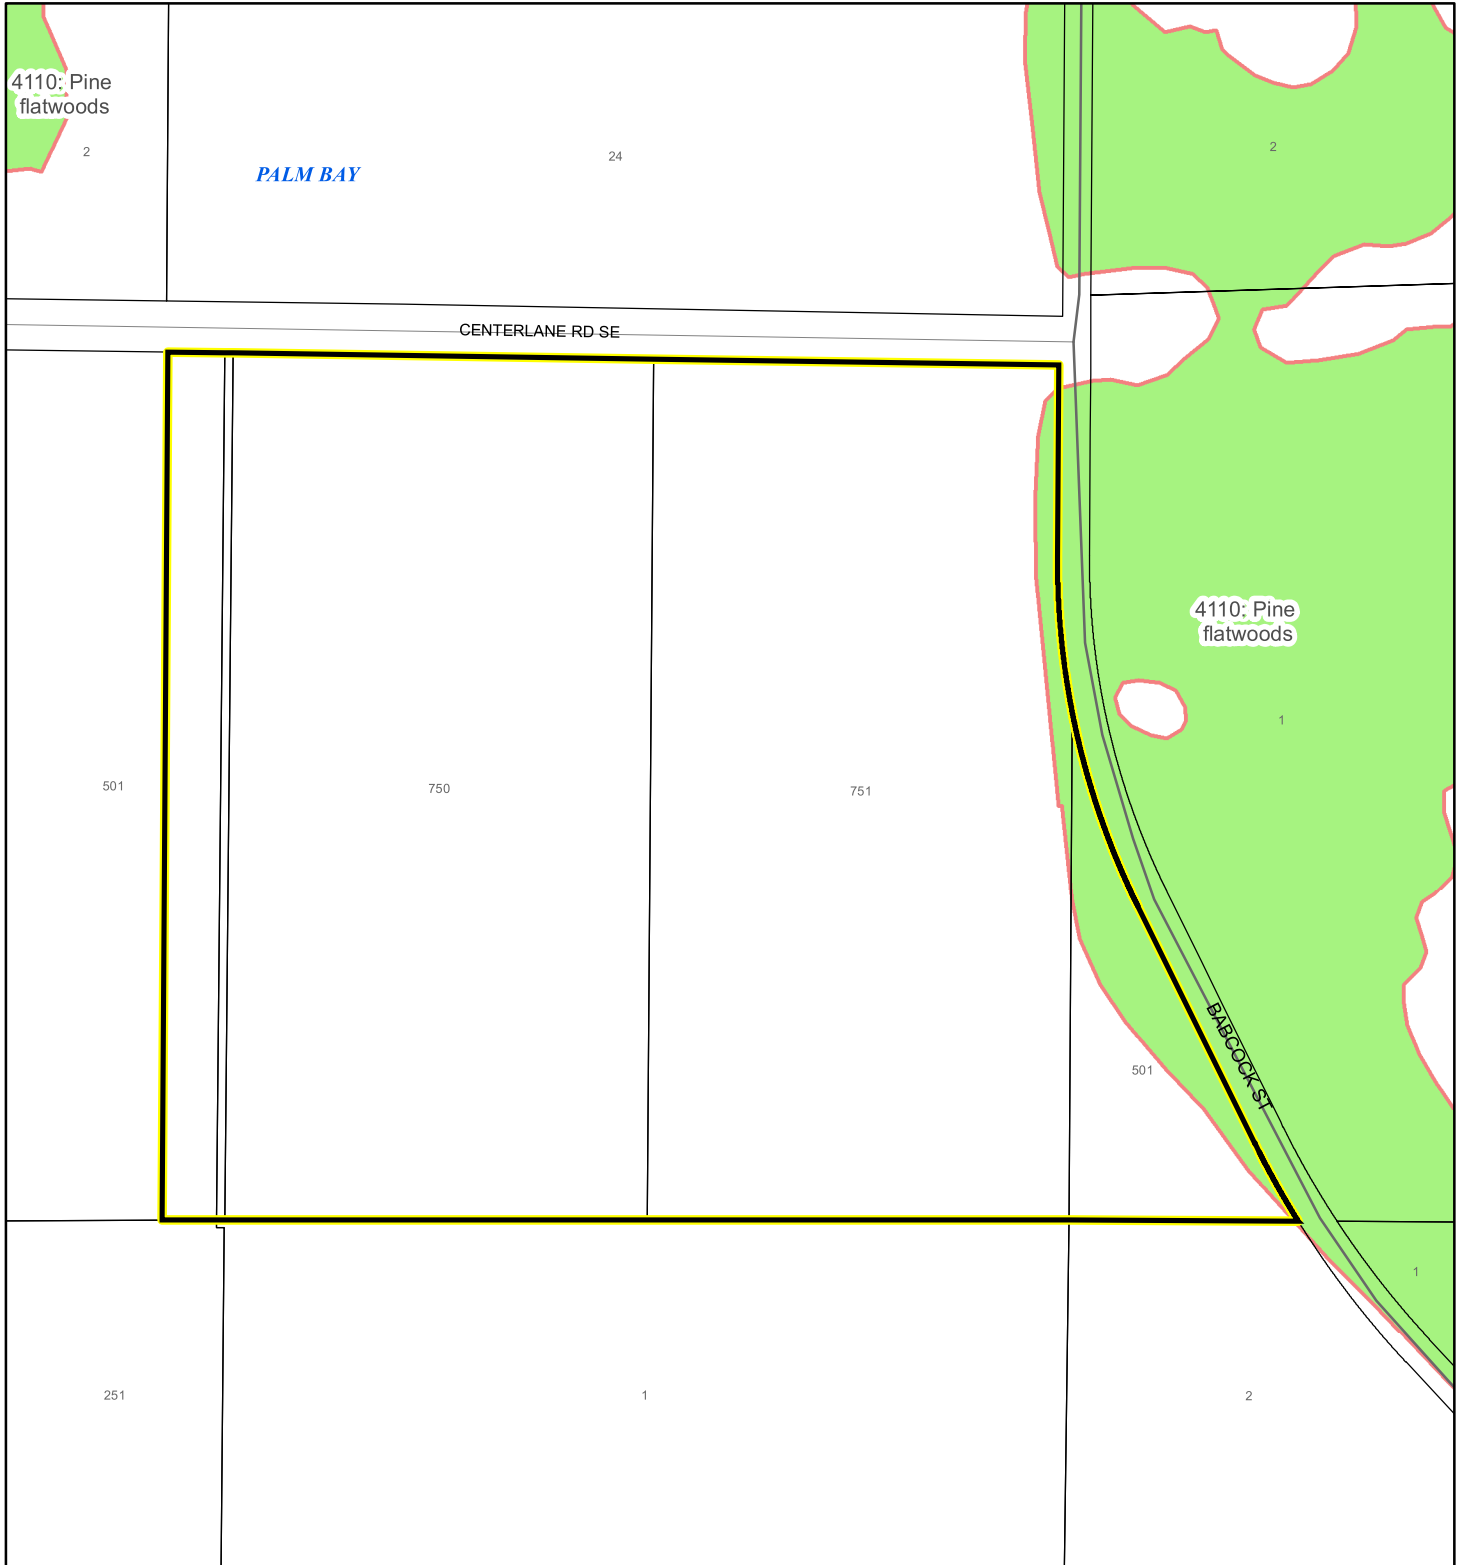 4110: Pine
flatwoods
2
24
2
PALM BAY
CENTERLANE RD SE
4110: Pine
flatwoods
1
501
750
751
BABCOCK ST
501
1
251
1
2